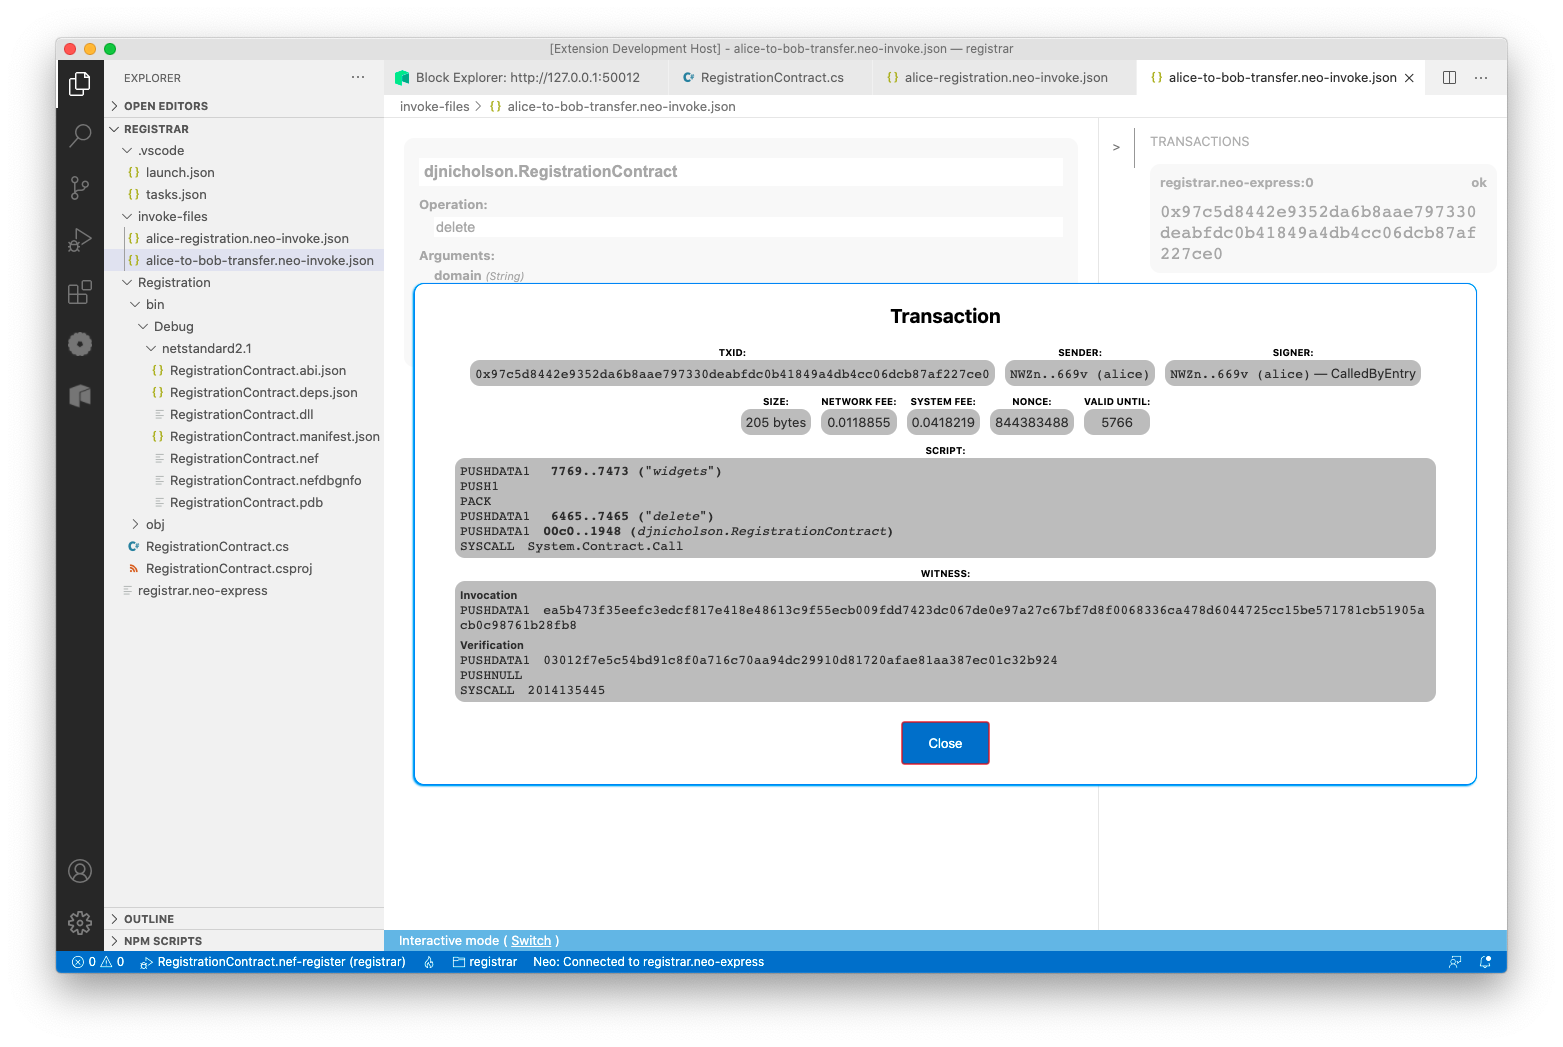 [Extension Development Host] - alice-to-bob-transfer.neo-invoke.json — registrar
EXPLORER
OPEN EDITORS
REGISTRAR
.vscode
launch.json
tasks.json
invoke-files
alice-registration.neo-invoke.json
alice-to-bob-transfer.neo-invoke.json
Registration
bin
Debug
netstandard2.1
RegistrationContract.abi.json
RegistrationContract.deps.json
RegistrationContract.dll
RegistrationContract.manifest.json
RegistrationContract.nef
RegistrationContract.nefdbgnfo
RegistrationContract.pdb
obj
RegistrationContract.cs
RegistrationContract.csproj
registrar.neo-express
OUTLINE
NPM SCRIPTS
Block Explorer: http://127.0.0.1:50012
RegistrationContract.cs
alice-registration.neo-invoke.json
alice-to-bob-transfer.neo-invoke.json
invoke-files > {} alice-to-bob-transfer.neo-invoke.json
djnicholson.RegistrationContract
Operation:
delete
Arguments:
domain (String)
>
TRANSACTIONS
registrar.neo-express:0 ok
0x97c5d8442e9352da6b8aae797330
deabfdc0b41849a4db4cc06dcb87af
227ce0
Transaction
TXID: SENDER: SIGNER:
0x97c5d8442e9352da6b8aae797330deabfdc0b41849a4db4cc06dcb87af227ce0 NWZn..669v (alice) NWZn..669v (alice) — CalledByEntry
SIZE: NETWORK FEE: SYSTEM FEE: NONCE: VALID UNTIL:
205 bytes 0.0118855 0.0418219 844383488 5766
SCRIPT:
PUSHDATA1 7769..7473 ("widgets")
PUSH1
PACK
PUSHDATA1 6465..7465 ("delete")
PUSHDATA1 00c0..1948 (djnicholson.RegistrationContract)
SYSCALL System.Contract.Call
WITNESS:
Invocation
PUSHDATA1 ea5b473f35eefc3edcf817e418e48613c9f55ecb009fdd7423dc067de0e97a27c67bf7d8f0068336ca478d6044725cc15be571781cb51905a
cb0c98761b28fb8
Verification
PUSHDATA1 03012f7e5c54bd91c8f0a716c70aa94dc29910d81720afae81aa387ec01c32b924
PUSHNULL
SYSCALL 2014135445
Close
Interactive mode ( Switch )
0 0 RegistrationContract.nef-register (registrar) registrar Neo: Connected to registrar.neo-express